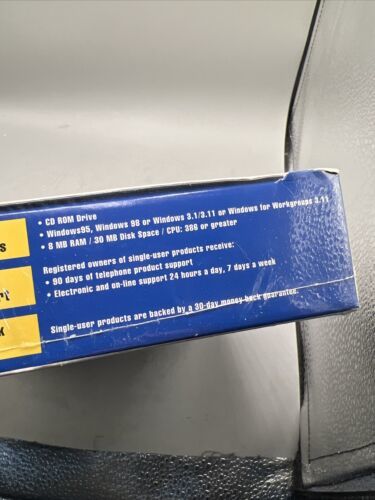 • CD ROM Drive
• Windows95, Windows 98 or Windows 3.1/3.11 or Windows for Workgroups 3.11
• 8 MB RAM / 30 MB Disk Space / CPU: 386 or greater
s
Registered owners of single-user products receive:
• 90 days of telephone product support
• Electronic and on-line support 24 hours a day, 7 days a week
rt
Single-user products are backed by a 30-day money-back guarantee.
k